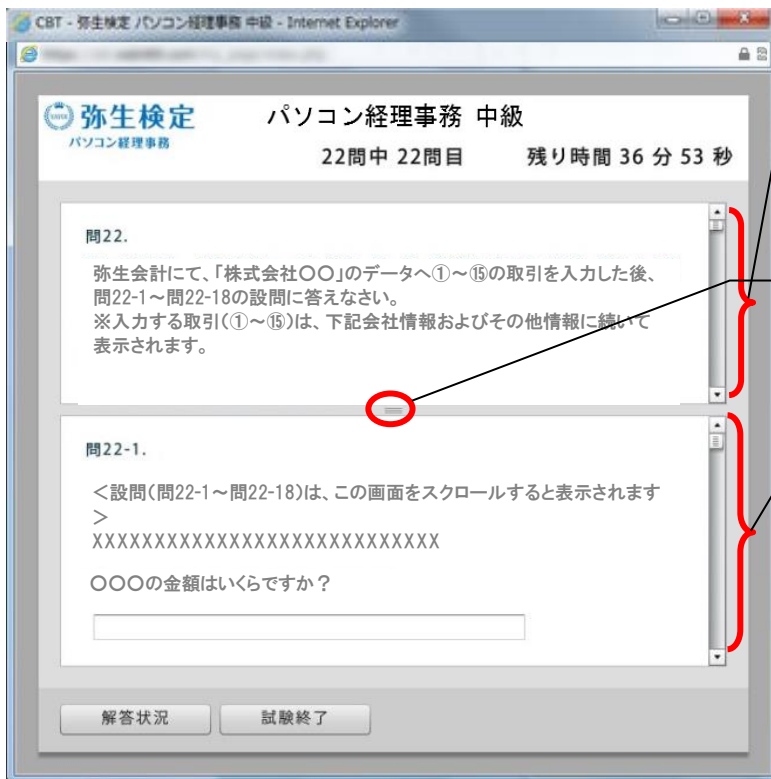 CBT - 弥生検定 パソコン経理事務 中級 - Internet Explorer
弥生検定
パソコン経理事務
パソコン経理事務 中級
22問中 22問目
残り時間 36 分 53 秒
問22.
弥生会計にて、「株式会社〇〇」のデータへ①～⑮の取引を入力した後、
問22-1～問22-18の設問に答えなさい。
※入力する取引(①～⑮)は、下記会社情報およびその他情報に続いて
表示されます。
問22-1.
＜設問(問22-1～問22-18)は、この画面をスクロールすると表示されます
＞
XXXXXXXXXXXXXXXXXXXXXXXXXXXX
〇〇〇の金額はいくらですか？
解答状況
試験終了